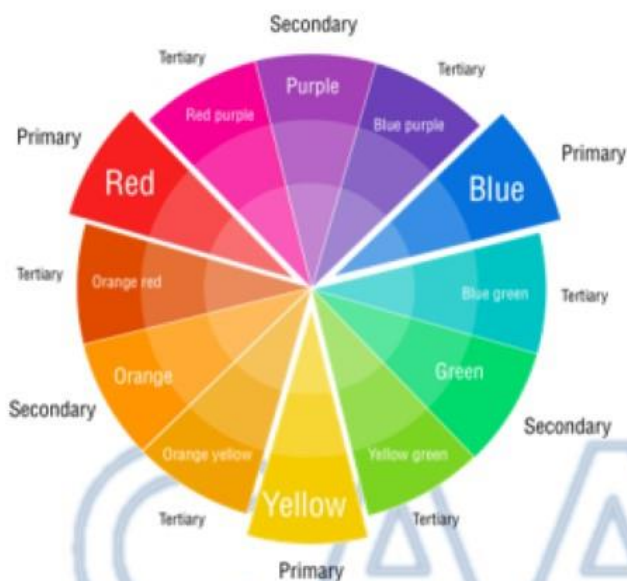 Secondary
Tertiary
Tertiary
Purple
Red purple
Blue purple
Primary
Primary
Red
Blue
Tertiary
Orange red
Blue green
Tertiary
Orange
Green
Secondary
Secondary
Orange yellow
Yellow green
Yellow
Tertiary
Tertiary
Primary